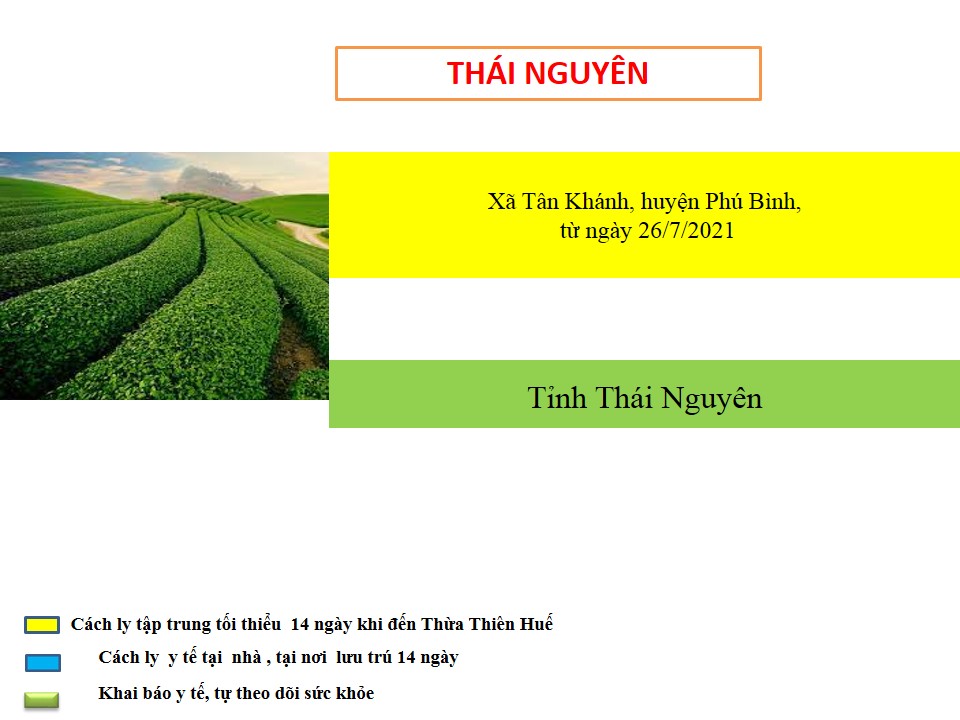 THÁI NGUYÊN
Xã Tân Khánh, huyện Phú Bình,
từ ngày 26/7/2021
Tỉnh Thái Nguyên
Cách ly tập trung tối thiểu 14 ngày khi đến Thừa Thiên Huế
Cách ly y tế tại nhà , tại nơi lưu trú 14 ngày
Khai báo y tế, tự theo dõi sức khỏe